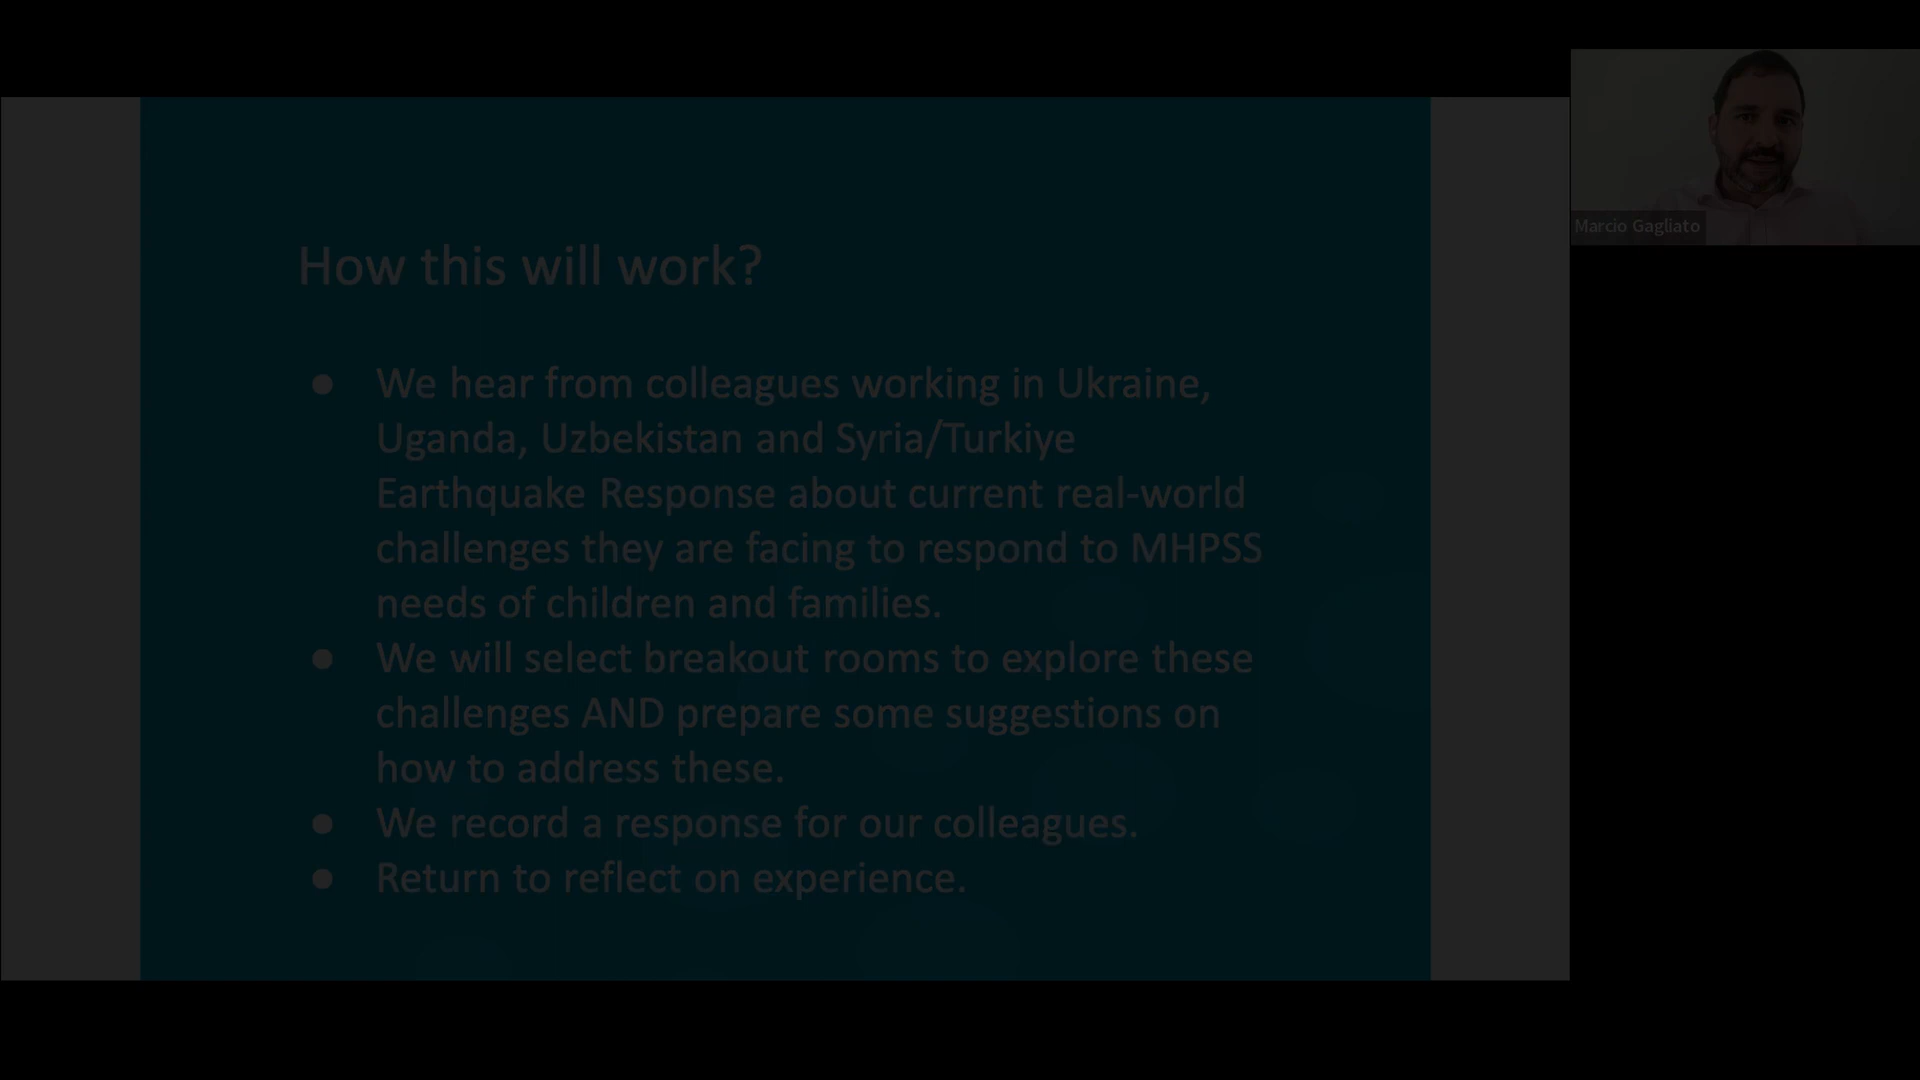 How this will work?
● We hear from colleagues working in Ukraine,
Uganda, Uzbekistan and Syria/Turkiye
Earthquake Response about current real-world
challenges they are facing to respond to MHPSS
needs of children and families.
● We will select breakout rooms to explore these
challenges AND prepare some suggestions on
how to address these.
● We record a response for our colleagues.
● Return to reflect on experience.
Marcio Gagliato